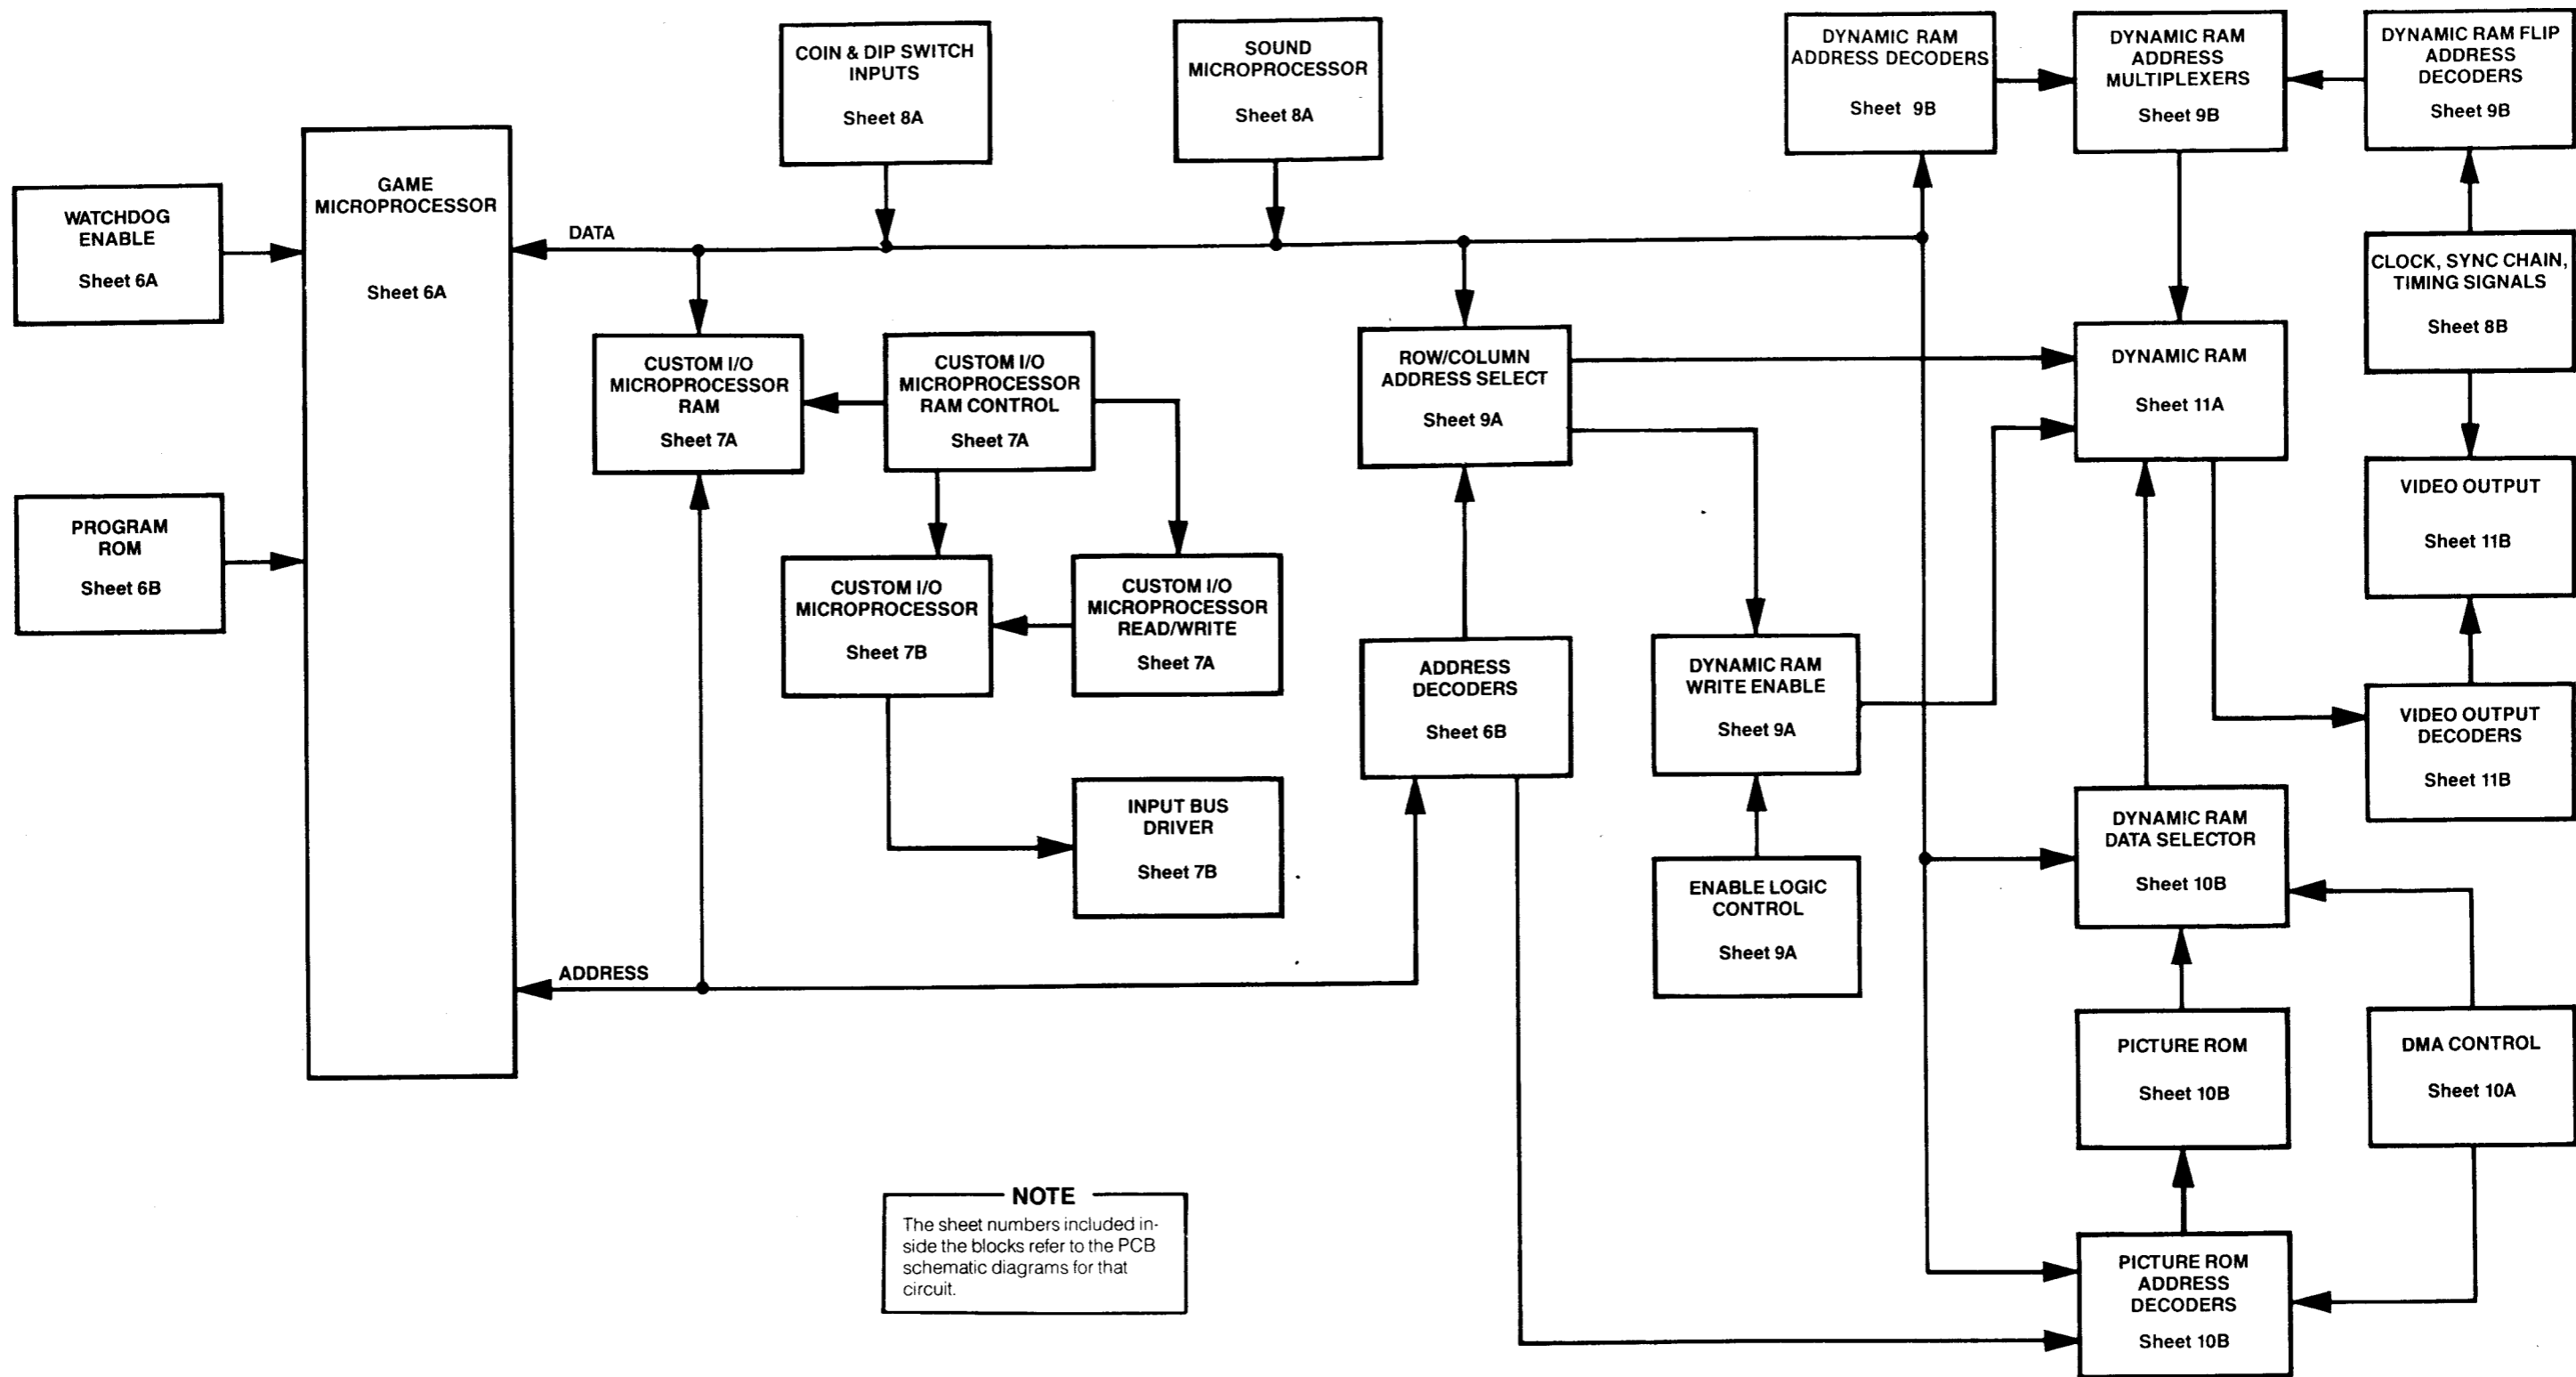 COIN & DIP SWITCH
INPUTS
Sheet 8A
SOUND
MICROPROCESSOR
Sheet 8A
DYNAMIC RAM
ADDRESS DECODERS
Sheet 9B
DYNAMIC RAM
ADDRESS
MULTIPLEXERS
Sheet 9B
DYNAMIC RAM FLIP
ADDRESS
DECODERS
Sheet 9B
WATCHDOG
ENABLE
Sheet 6A
GAME
MICROPROCESSOR
Sheet 6A
DATA
CLOCK, SYNC CHAIN,
TIMING SIGNALS
Sheet 8B
CUSTOM I/O
MICROPROCESSOR
RAM
Sheet 7A
CUSTOM I/O
MICROPROCESSOR
RAM CONTROL
Sheet 7A
ROW/COLUMN
ADDRESS SELECT
Sheet 9A
DYNAMIC RAM
Sheet 11A
VIDEO OUTPUT
Sheet 11B
PROGRAM
ROM
Sheet 6B
CUSTOM I/O
MICROPROCESSOR
Sheet 7B
CUSTOM I/O
MICROPROCESSOR
READ/WRITE
Sheet 7A
ADDRESS
DECODERS
Sheet 6B
DYNAMIC RAM
WRITE ENABLE
Sheet 9A
VIDEO OUTPUT
DECODERS
Sheet 11B
INPUT BUS
DRIVER
Sheet 7B
DYNAMIC RAM
DATA SELECTOR
Sheet 10B
ENABLE LOGIC
CONTROL
Sheet 9A
ADDRESS
PICTURE ROM
Sheet 10B
DMA CONTROL
Sheet 10A
NOTE
The sheet numbers included in-
side the blocks refer to the PCB
schematic diagrams for that
circuit.
PICTURE ROM
ADDRESS
DECODERS
Sheet 10B